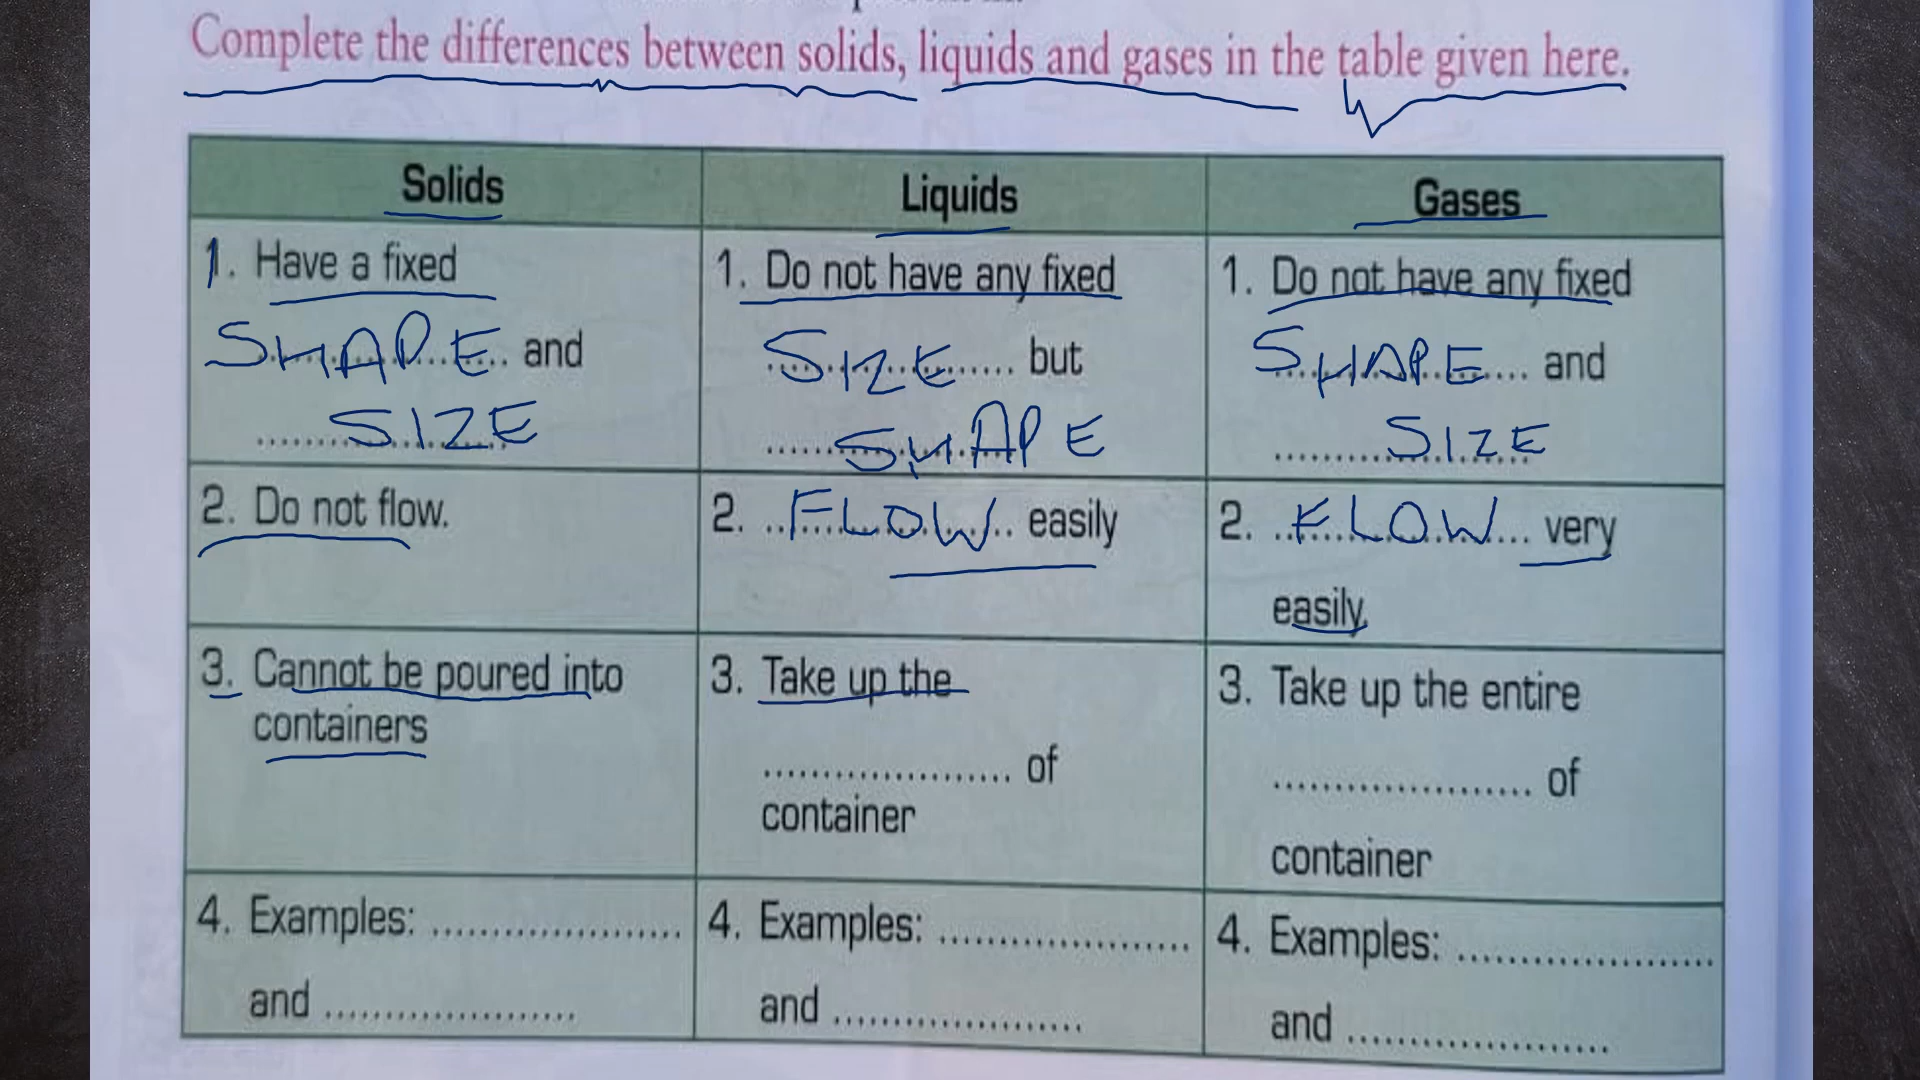 Complete the differences between solids, liquids and gases in the table given here.
Solids
Liquids
Gases
1. Have a fixed
SHAPE and
SIZE
1. Do not have any fixed
SIZE but
SHAPE
1. Do not have any fixed
SHAPE and
SIZE
2. Do not flow.
2. FLOW easily
2. FLOW very
easily.
3. Cannot be poured into
containers
3. Take up the
of
container
3. Take up the entire
of
container
4. Examples:
and
4. Examples:
and
4. Examples:
and